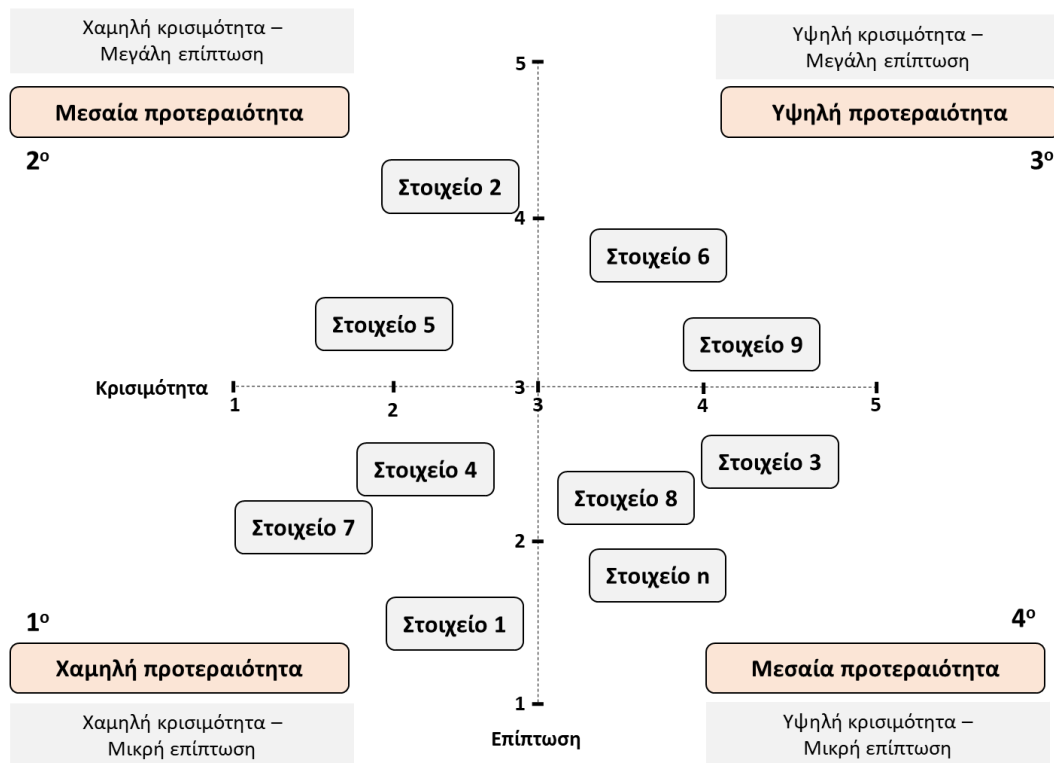 Χαμηλή κρισιμότητα –
Μεγάλη επίπτωση
Υψηλή κρισιμότητα –
Μεγάλη επίπτωση
Μεσαία προτεραιότητα
Υψηλή προτεραιότητα
2ο
3ο
5
Στοιχείο 2
4
Στοιχείο 6
Στοιχείο 5
Στοιχείο 9
Κρισιμότητα
3
1
2
3
4
5
Στοιχείο 4
Στοιχείο 3
Στοιχείο 8
Στοιχείο 7
2
Στοιχείο n
Στοιχείο 1
1ο
4ο
Χαμηλή προτεραιότητα
Μεσαία προτεραιότητα
1
Χαμηλή κρισιμότητα –
Μικρή επίπτωση
Επίπτωση
Υψηλή κρισιμότητα –
Μικρή επίπτωση